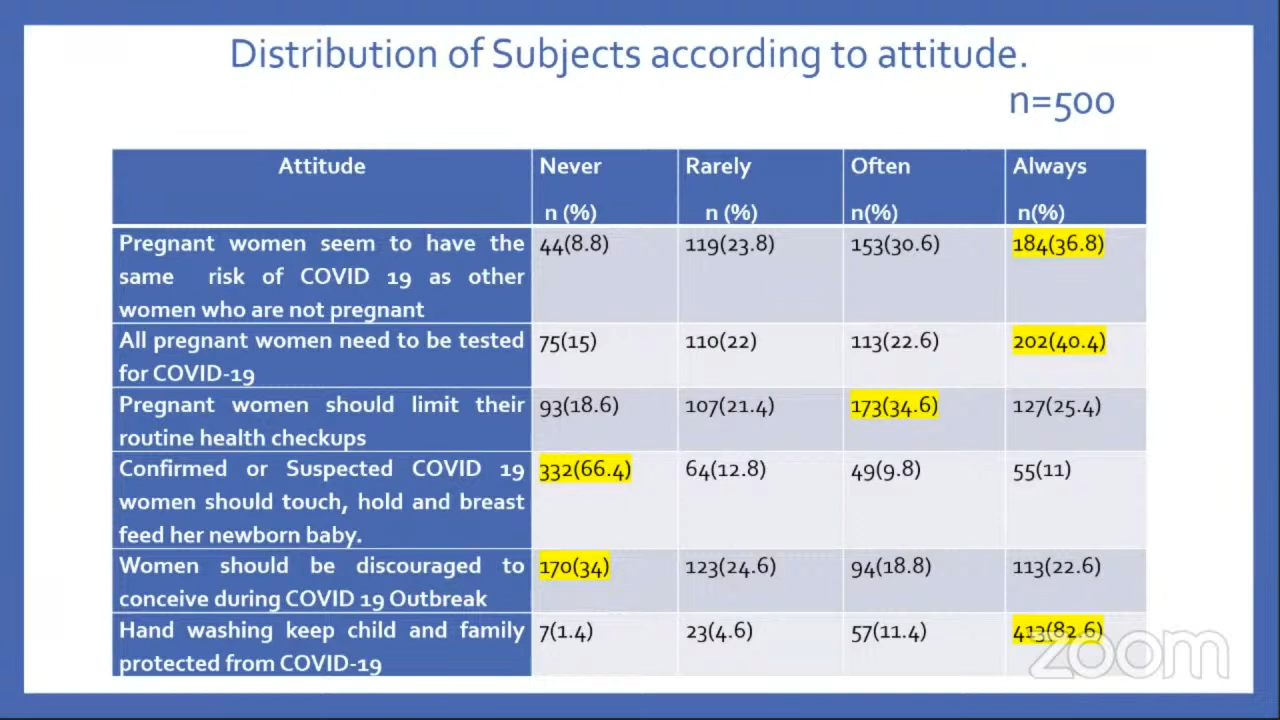 Distribution of Subjects according to attitude.
n=500
Attitude Never Rarely Often Always
n (%) n (%) n(%) n(%)
Pregnant women seem to have the 44(8.8) 119(23.8) 153(30.6) 184(36.8)
same risk of COVID 19 as other
women who are not pregnant
All pregnant women need to be tested 75(15) 110(22) 113(22.6) 202(40.4)
for COVID-19
Pregnant women should limit their 93(18.6) 107(21.4) 173(34.6) 127(25.4)
routine health checkups
Confirmed or Suspected COVID 19 332(66.4) 64(12.8) 49(9.8) 55(11)
women should touch, hold and breast
feed her newborn baby.
Women should be discouraged to 170(34) 123(24.6) 94(18.8) 113(22.6)
conceive during COVID 19 Outbreak
Hand washing keep child and family 7(1.4) 23(4.6) 57(11.4) 413(82.6)
protected from COVID-19
zoom